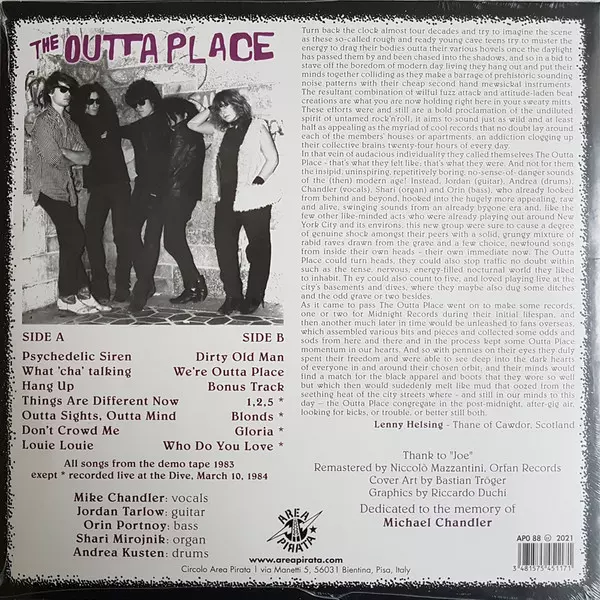 THE OUTTA PLACE
Turn back the clock almost four decades and try to imagine the scene
as these so-called rough and ready young cave teens try to muster the
energy to drag their bodies outta their various hovels once the daylight
has passed them by and been chased into the shadows, and so in a bid to
stave off the boredom of modern day living they hang out and put their
minds together colliding as they make a barrage of prehistoric sounding
noise patterns with their cheap second hand mewsickal instruments.
The resultant combination of wilful fuzz attack and attitude-laden beat
creations are what you are now holding right here in your sweaty mitts.
These efforts were and still are a bold proclamation of the undiluted
spirit of untamed rock'n'roll, it aims to sound just as wild and at least
half as appealing as the myriad of cool records that no doubt lay around
each of the members' houses or apartments, an addiction clogging up
their collective brains twenty-four hours of every day.
In that vein of audacious individuality they called themselves The Outta
Place - that's what they felt like; that's what they were. And not for them
the insipid, uninspiring, repetitively boring, no-sense-of-danger sounds
of the (then) modern age! Instead, Jordan (guitar), Andrea (drums),
Chandler (vocals), Shari (organ) and Orin (bass), who already looked
from behind and beyond, hooked into the hugely more appealing, raw
and alive, swinging sounds from an already bygone era and, like the
few other like-minded acts who were already playing out around New
York City and its environs, this new group were sure to cause a degree
of genuine shock amongst their peers with a solid, grungy mixture of
rabid raves drawn from the grave and a few choice, newfound songs
from inside their own heads - their own immediate now. The Outta
Place could turn heads, they could also stop traffic no doubt within
such as the tense, nervous, energy-filled nocturnal world they liked
to inhabit. Th ey could also count to five, and loved playing live at the
city's basements and dives, where they maybe also dug some ditches
and the odd grave or two besides.
As it came to pass The Outta Place went on to make some records,
one or two for Midnight Records during their initial lifespan, and
then another much later in time would be unleashed to fans overseas,
which assembled various bits and pieces and collected some odds and
sods from here and there and in the process kept some Outta Place
momentum in our hearts. And so with pennies on their eyes they duly
spent their freedom and were able to see deep into the dark hearts
of everyone in and around their chosen orbit, and their minds would
find a match for the black apparel and boots that they wore so well
but which then would suddenly melt like mud that oozed from the
seething heat of the city streets where - and still in our minds to this
day - the Outta Place congregate in the post-midnight, after-gig air,
looking for kicks, or trouble, or better still both.
Lenny Helsing - Thane of Cawdor, Scotland
SIDE A
Psychedelic Siren
What 'cha' talking
Hang Up
Things Are Different Now
Outta Sights, Outta Mind
Don't Crowd Me
Louie Louie
SIDE B
Dirty Old Man
We're Outta Place
Bonus Track
1,2,5 *
Blonds *
Gloria *
Who Do You Love *
All songs from the demo tape 1983
exept * recorded live at the Dive, March 10, 1984
Mike Chandler: vocals
Jordan Tarlow: guitar
Orin Portnoy: bass
Shari Mirojnik: organ
Andrea Kusten: drums
AREA PIRATA
www.areapirata.com
Circolo Area Pirata | via Manetti 5, 56031 Bientina, Pisa, Italy
Thank to "Joe"
Remastered by Niccolò Mazzantini, Orfan Records
Cover Art by Bastian Tröger
Graphics by Riccardo Duchi
Dedicated to the memory of
Michael Chandler
AP0 88 ℗ 2021
3 481575 451171